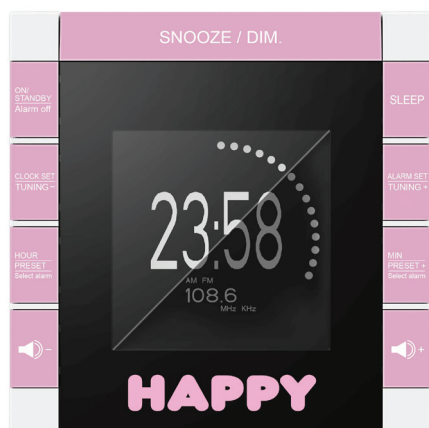 SNOOZE / DIM.
ON/
STANDBY
Alarm off
SLEEP
CLOCK SET
TUNING -
ALARM SET
TUNING +
23:58
AM FM
108.6
MHz KHz
HOUR
PRESET
Select alarm
MIN
PRESET +
Select alarm
-
+
HAPPY